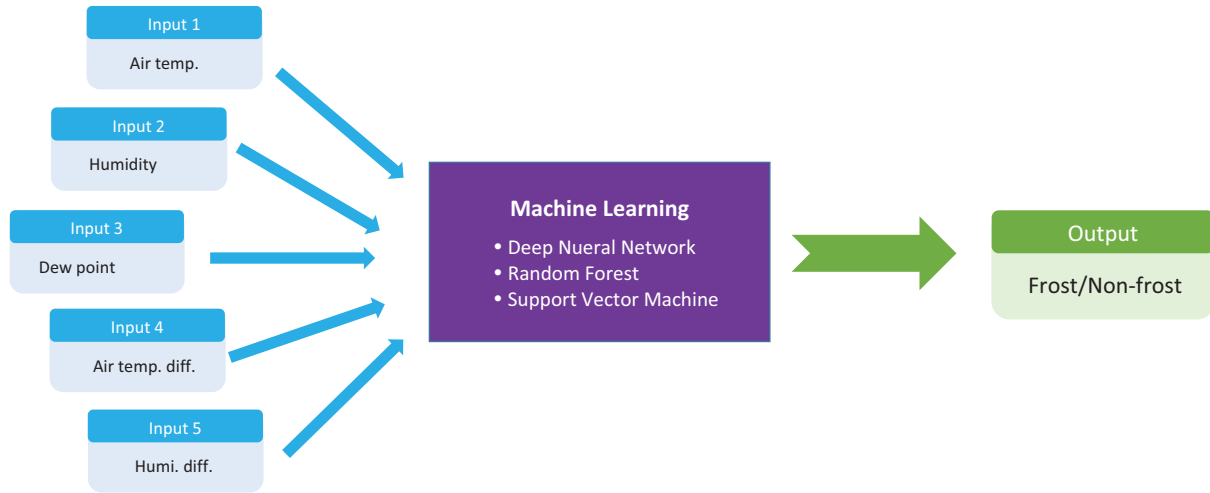 Input 1
Air temp.
Input 2
Humidity
Input 3
Dew point
Input 4
Air temp. diff.
Input 5
Humi. diff.
Machine Learning
• Deep Nueral Network
• Random Forest
• Support Vector Machine
Output
Frost/Non-frost